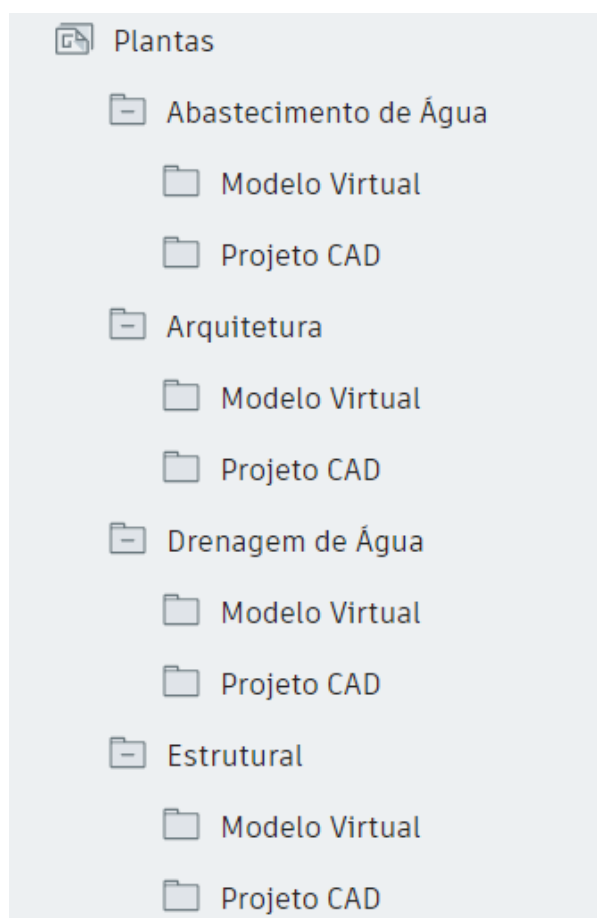 Plantas
Abastecimento de Água
Modelo Virtual
Projeto CAD
Arquitetura
Modelo Virtual
Projeto CAD
Drenagem de Água
Modelo Virtual
Projeto CAD
Estrutural
Modelo Virtual
Projeto CAD